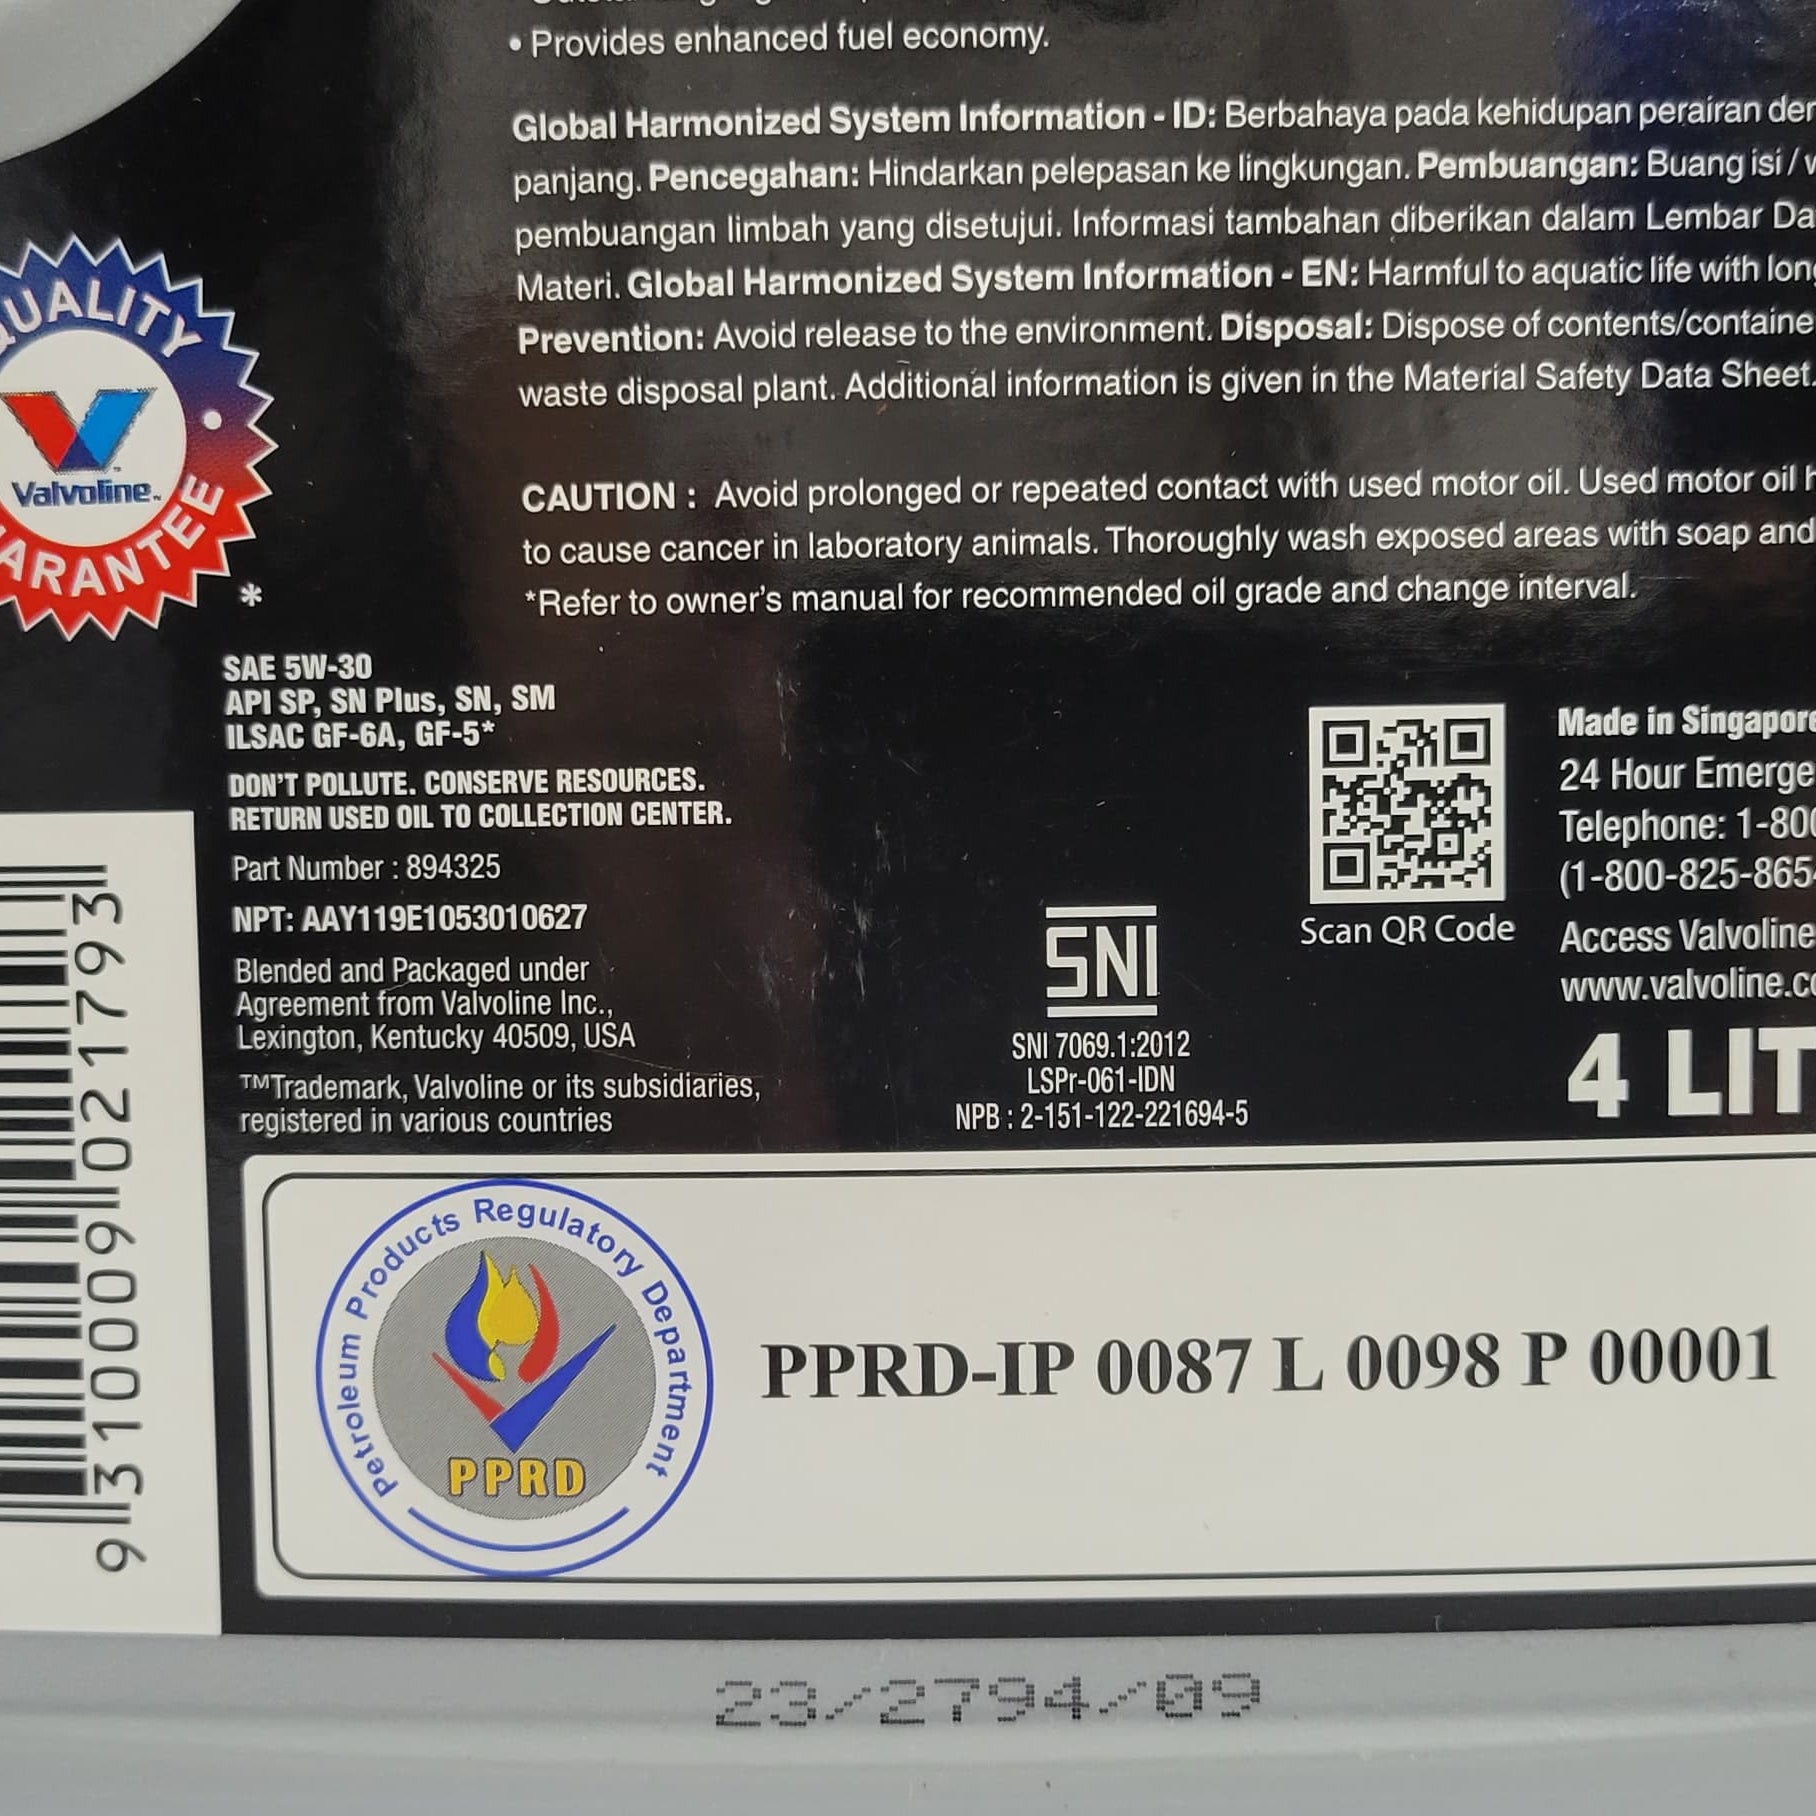 • Provides enhanced fuel economy.
Global Harmonized System Information - ID: Berbahaya pada kehidupan perairan
panjang. Pencegahan: Hindarkan pelepasan ke lingkungan. Pembuangan: Buang isi /
pembuangan limbah yang disetujui. Informasi tambahan diberikan dalam Lembar
Materi. Global Harmonized System Information - EN: Harmful to aquatic life with
Prevention: Avoid release to the environment. Disposal: Dispose of
waste disposal plant. Additional information is given in the Material Safety Data Sheet.
CAUTION : Avoid prolonged or repeated contact with used motor oil. Used motor oil
to cause cancer in laboratory animals. Thoroughly wash exposed areas with soap and
*Refer to owner's manual for recommended oil grade and change interval.
QUALITY
Valvoline™
*
SAE 5W-30
API SP, SN Plus, SN, SM
ILSAC GF-6A, GF-5*
DON'T POLLUTE. CONSERVE RESOURCES.
RETURN USED OIL TO COLLECTION CENTER.
Part Number : 894325
NPT: AAY119E1053010627
Blended and Packaged under
Agreement from Valvoline Inc.,
Lexington, Kentucky 40509, USA
™Trademark, Valvoline or its subsidiaries,
registered in various countries
9310009021793
SNI
SNI 7069.1:2012
LSPr-061-IDN
NPB : 2-151-122-221694-5
Scan QR Code
Made in
24 Hour
Telephone: 1-800
(1-800-825-865
Access Valvoline
www.valvoline.
4
Petroleum Products Regulatory Department
PPRD
PPRD-IP 0087 L 0098 P 00001
23/2794/09